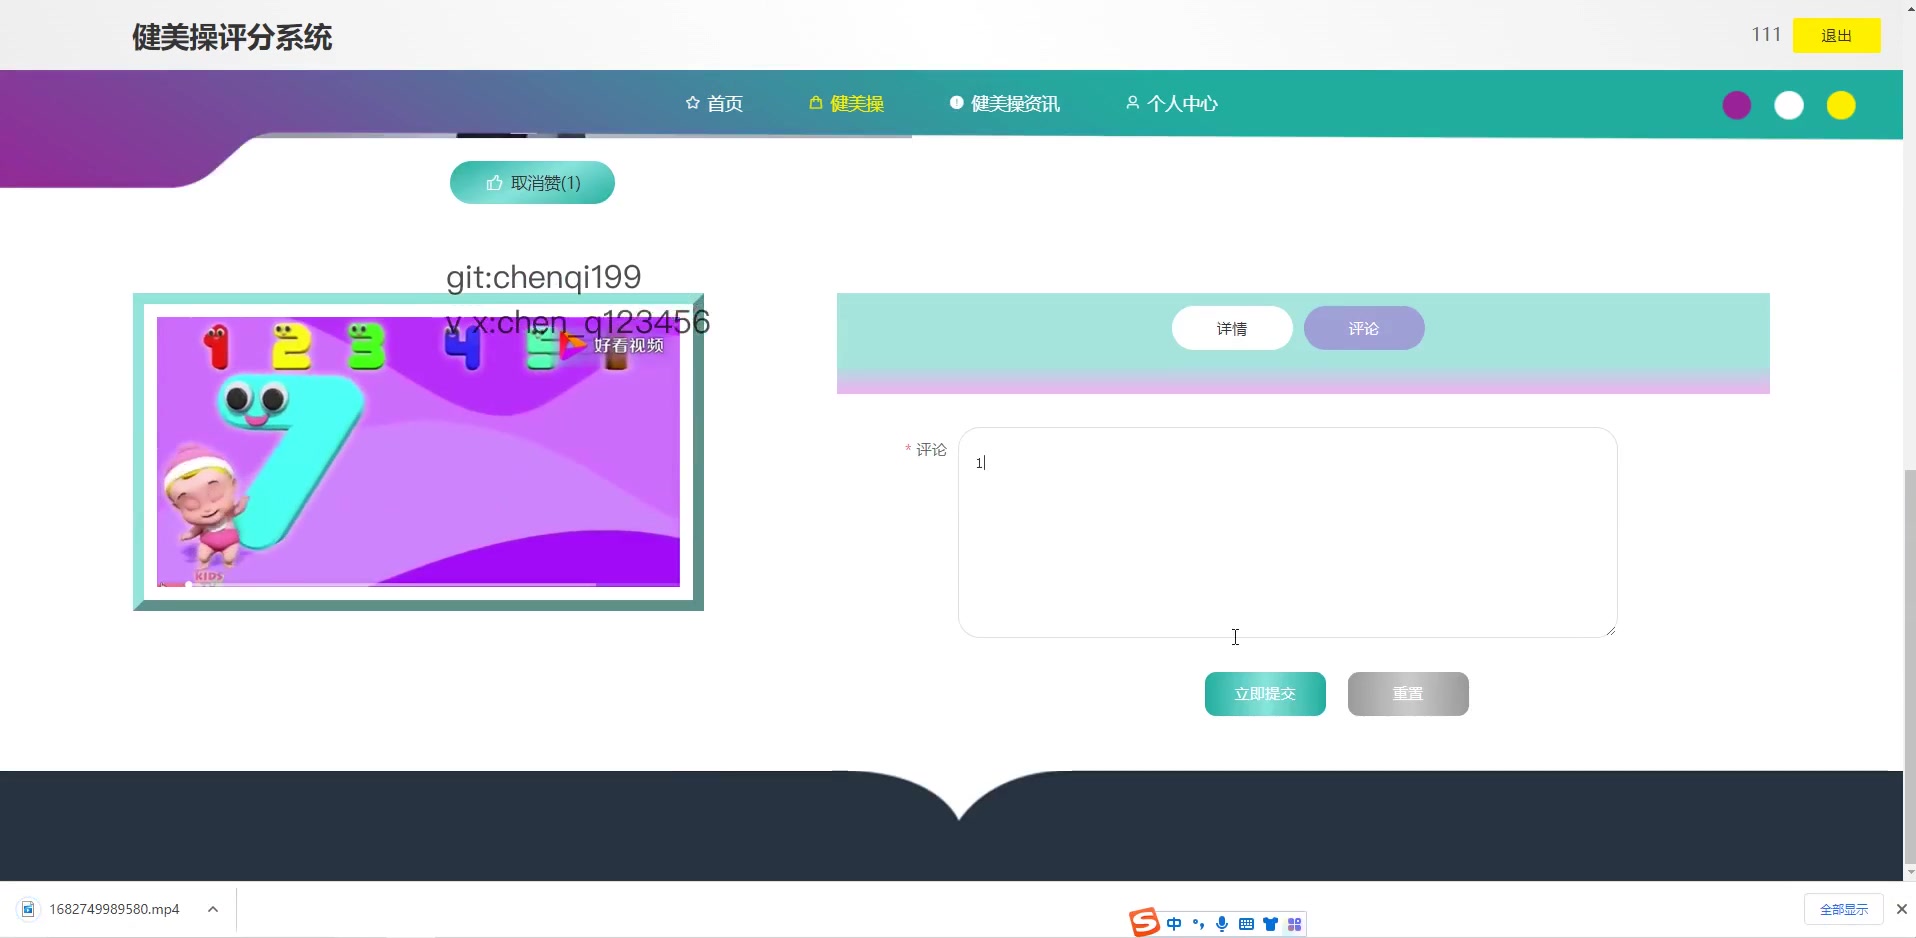 健美操评分系统
111
退出
首页
健美操
健美操资讯
个人中心
取消赞(1)
git:chenqi199
v x:chen_q123456
1 2 3 4 5
好看视频
7
KIDS
TV
详情
评论
* 评论
1
立即提交
重置
1682749989580.mp4
全部显示
S 中